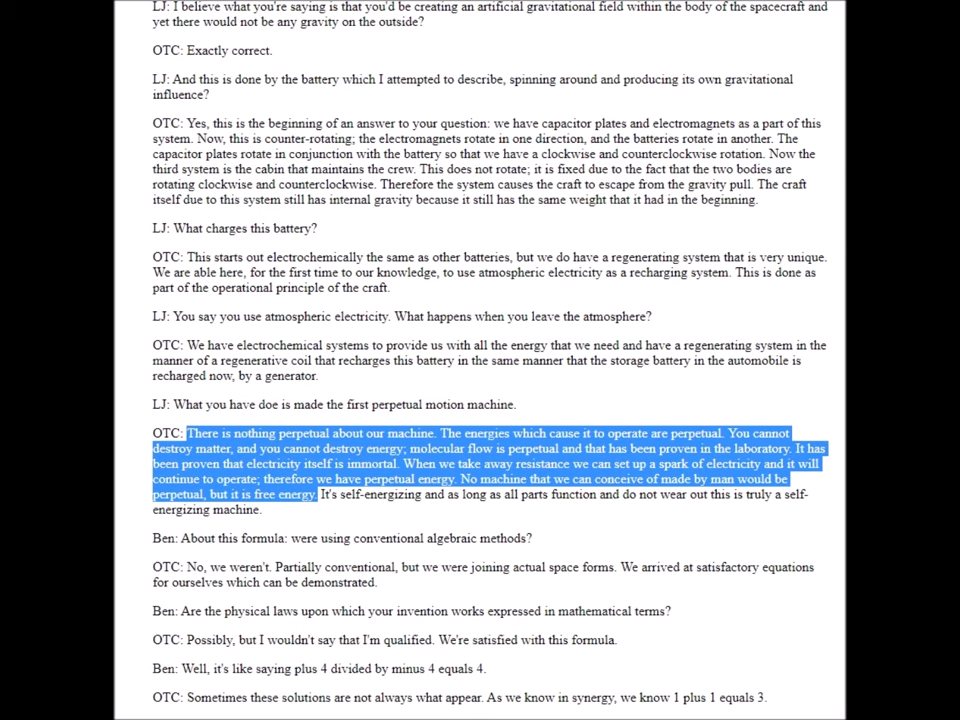 LJ: I believe what you're saying is that you'd be creating an artificial gravitational field within the body of the spacecraft and
yet there would not be any gravity on the outside?
OTC: Exactly correct.
LJ: And this is done by the battery which I attempted to describe, spinning around and producing its own gravitational
influence?
OTC: Yes, this is the beginning of an answer to your question: we have capacitor plates and electromagnets as a part of this
system. Now, this is counter-rotating; the electromagnets rotate in one direction, and the batteries rotate in another. The
capacitor plates rotate in conjunction with the battery so that we have a clockwise and counterclockwise rotation. Now the
third system is the cabin that maintains the crew. This does not rotate; it is fixed due to the fact that the two bodies are
rotating clockwise and counterclockwise. Therefore the system causes the craft to escape from the gravity pull. The craft
itself due to this system still has internal gravity because it still has the same weight that it had in the beginning.
LJ: What charges this battery?
OTC: This starts out electrochemically the same as other batteries, but we do have a regenerating system that is very unique.
We are able here, for the first time to our knowledge, to use atmospheric electricity as a recharging system. This is done as
part of the operational principle of the craft.
LJ: You say you use atmospheric electricity. What happens when you leave the atmosphere?
OTC: We have electrochemical systems to provide us with all the energy that we need and have a regenerating system in the
manner of a regenerative coil that recharges this battery in the same manner that the storage battery in the automobile is
recharged now, by a generator.
LJ: What you have doe is made the first perpetual motion machine.
OTC: There is nothing perpetual about our machine. The energies which cause it to operate are perpetual. You cannot
destroy matter, and you cannot destroy energy; molecular flow is perpetual and that has been proven in the laboratory. It has
been proven that electricity itself is immortal. When we take away resistance we can set up a spark of electricity and it will
continue to operate; therefore we have perpetual energy. No machine that we can conceive of made by man would be
perpetual, but it is free energy. It's self-energizing and as long as all parts function and do not wear out this is truly a self-
energizing machine.
Ben: About this formula: were using conventional algebraic methods?
OTC: No, we weren't. Partially conventional, but we were joining actual space forms. We arrived at satisfactory equations
for ourselves which can be demonstrated.
Ben: Are the physical laws upon which your invention works expressed in mathematical terms?
OTC: Possibly, but I wouldn't say that I'm qualified. We're satisfied with this formula.
Ben: Well, it's like saying plus 4 divided by minus 4 equals 4.
OTC: Sometimes these solutions are not always what appear. As we know in synergy, we know 1 plus 1 equals 3.